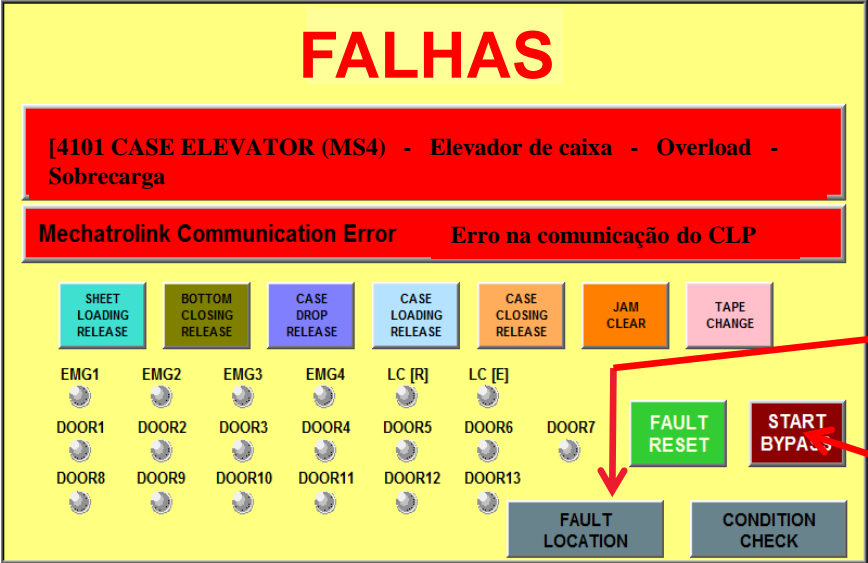 FALHAS
[4101 CASE ELEVATOR (MS4) - Elevador de caixa - Overload -
Sobrecarga
Mechatrolink Communication Error Erro na comunicação do CLP
SHEET
LOADING
RELEASE
BOTTOM
CLOSING
RELEASE
CASE
DROP
RELEASE
CASE
LOADING
RELEASE
CASE
CLOSING
RELEASE
JAM
CLEAR
TAPE
CHANGE
EMG1 EMG2 EMG3 EMG4 LC [R] LC [E]
DOOR1 DOOR2 DOOR3 DOOR4 DOOR5 DOOR6 DOOR7
DOOR8 DOOR9 DOOR10 DOOR11 DOOR12 DOOR13
FAULT
RESET
START
BYPASS
FAULT
LOCATION
CONDITION
CHECK